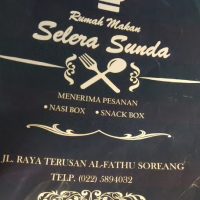 Rumah Makan
Selera Sunda
MENERIMA PESANAN
• NASI BOX • SNACK BOX
JL. RAYA TERUSAN AL-FATHU SOREANG
TELP. (022) 5894032